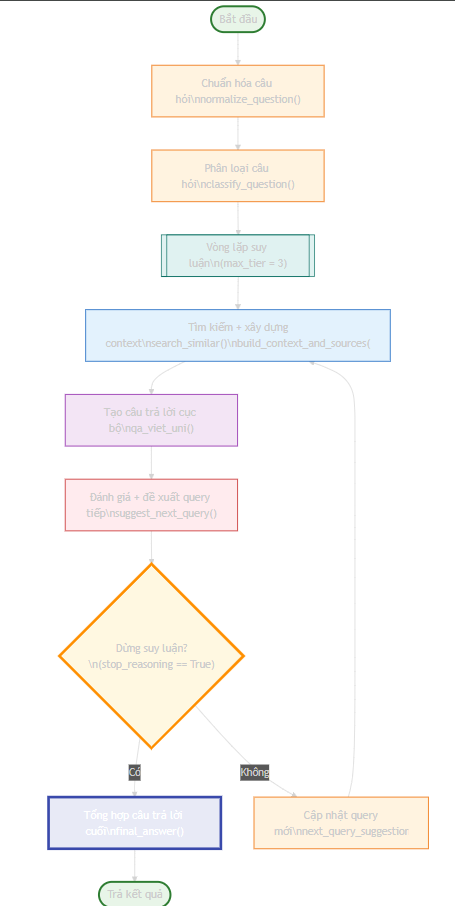 Bắt đầu
Chuẩn hóa câu
hỏi\nnormalize_question()
Phân loại câu
hỏi\nclassify_question()
Vòng lặp suy
luận\n(max_tier = 3)
Tìm kiếm + xây dựng
context\nsearch_similar()\nbuild_context_and_sources(
Tạo câu trả lời cục
bộ\nqa_viet_uni()
Đánh giá + đề xuất query
tiếp\nsuggest_next_query()
Dừng suy luận?
\n(stop_reasoning == True)
Có
Không
Tổng hợp câu trả lời
cuối\nfinal_answer()
Cập nhật query
mới\nnext_query_suggestion
Trả kết quả